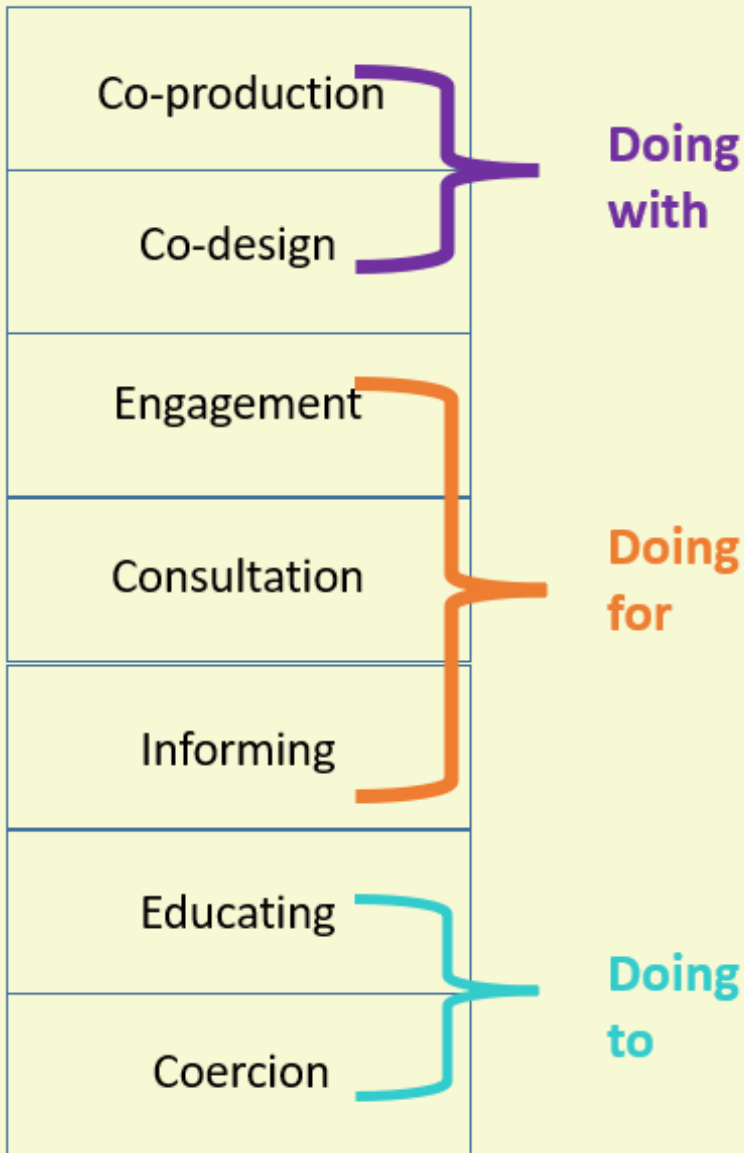 Co-production
Doing
with
Co-design
Engagement
Consultation
Doing
for
Informing
Educating
Doing
to
Coercion